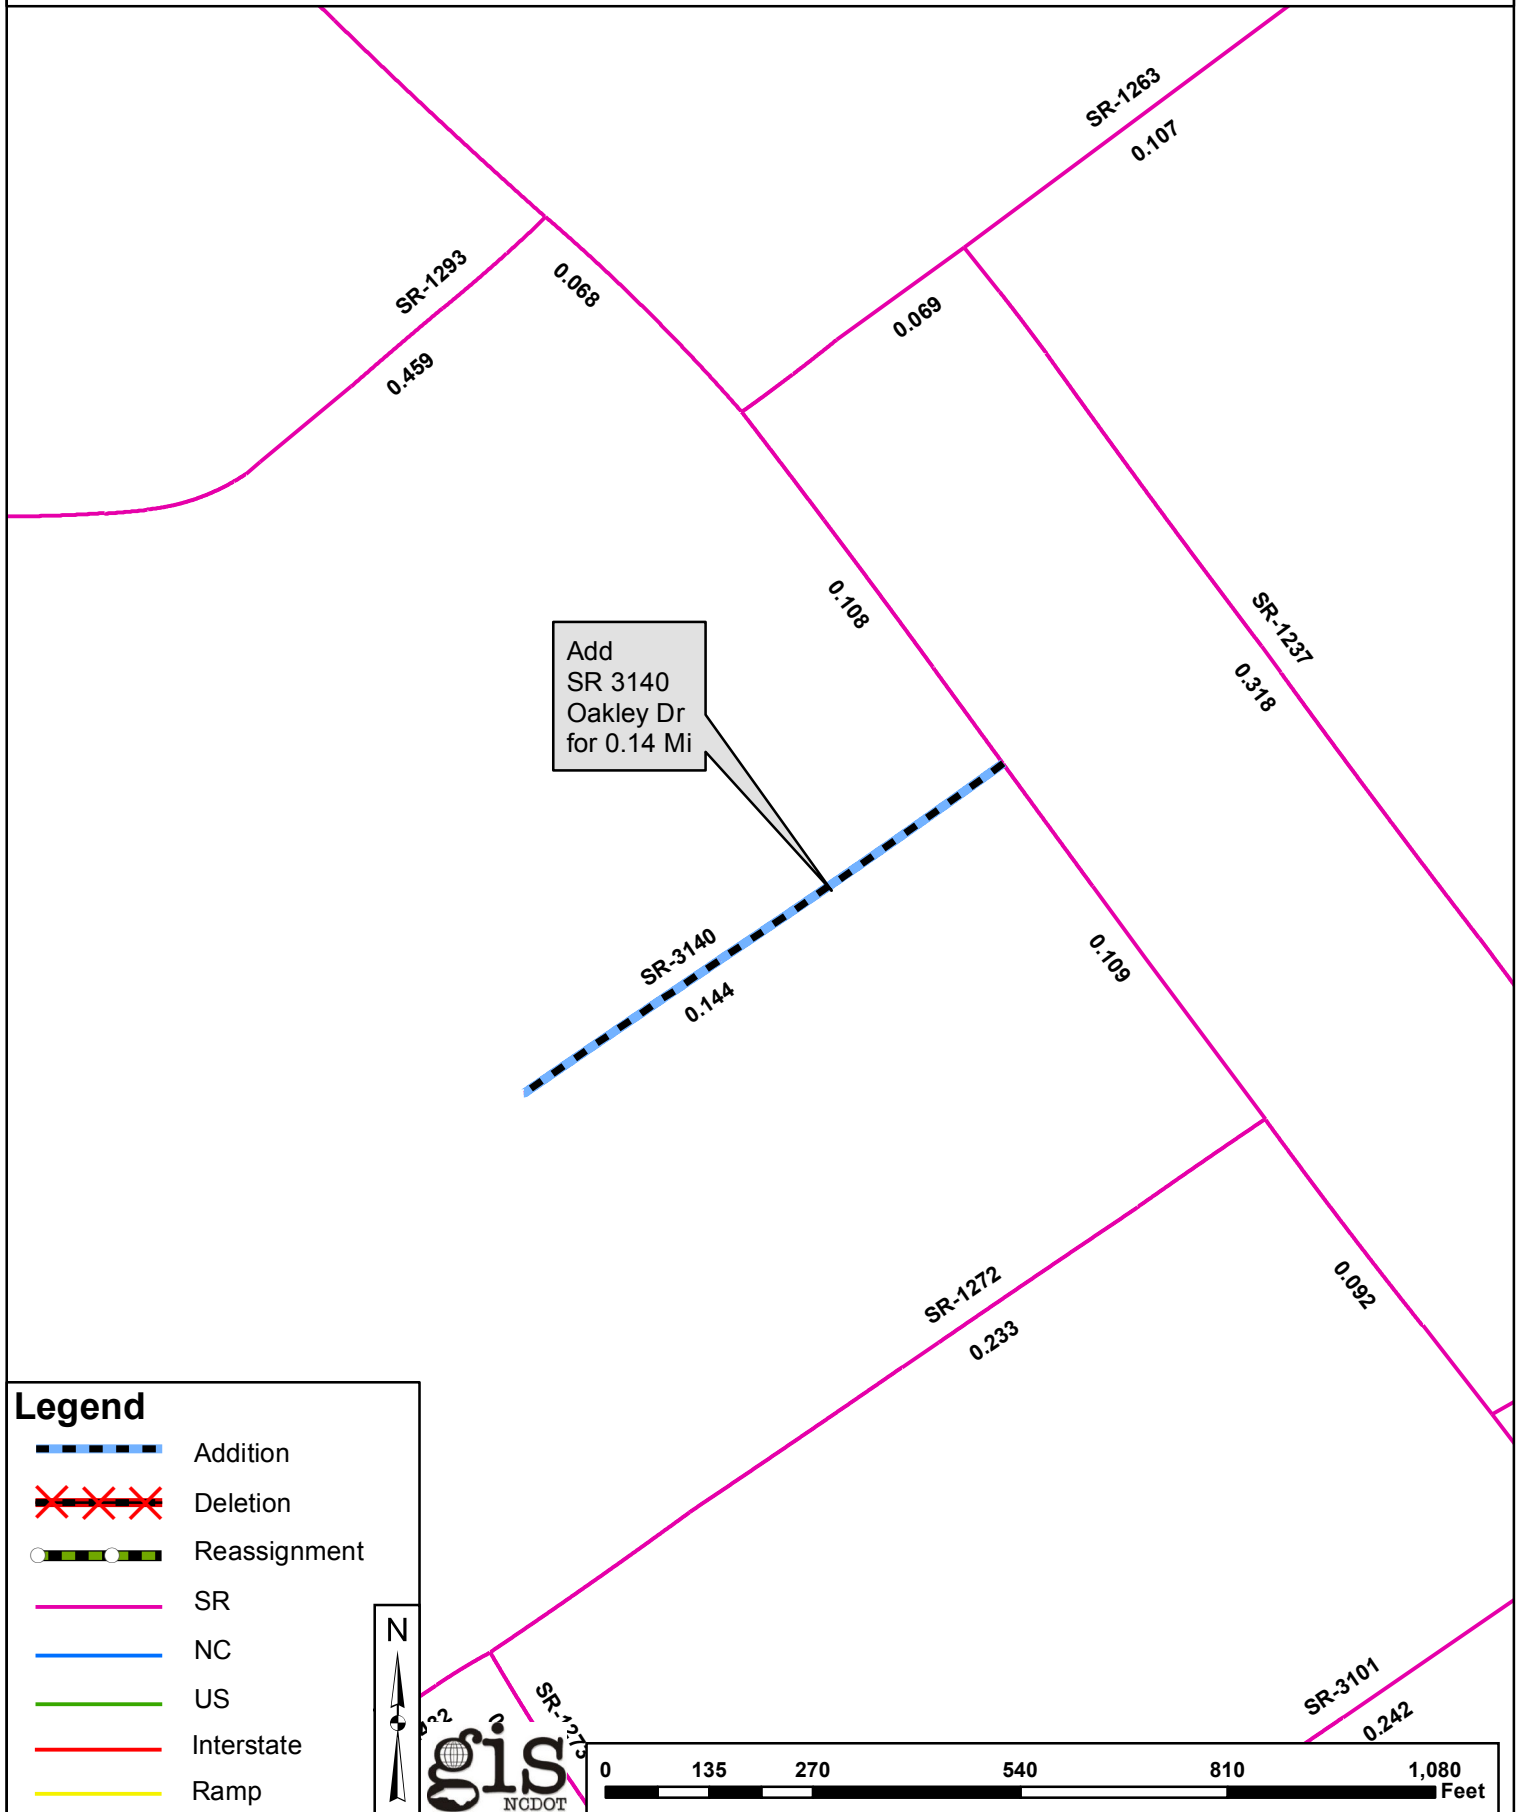 SR-1263
0.107
SR-1293
0.068
0.459
0.069
0.108
SR-1237
0.318
Add
SR 3140
Oakley Dr
for 0.14 Mi
SR-3140
0.144
0.109
SR-1272
0.233
0.092
Legend
Addition
Deletion
Reassignment
SR
NC
US
Interstate
Ramp
N
SR-1273
SR-3101
0.242
gis
NCDOT
0 135 270 540 810 1,080
Feet